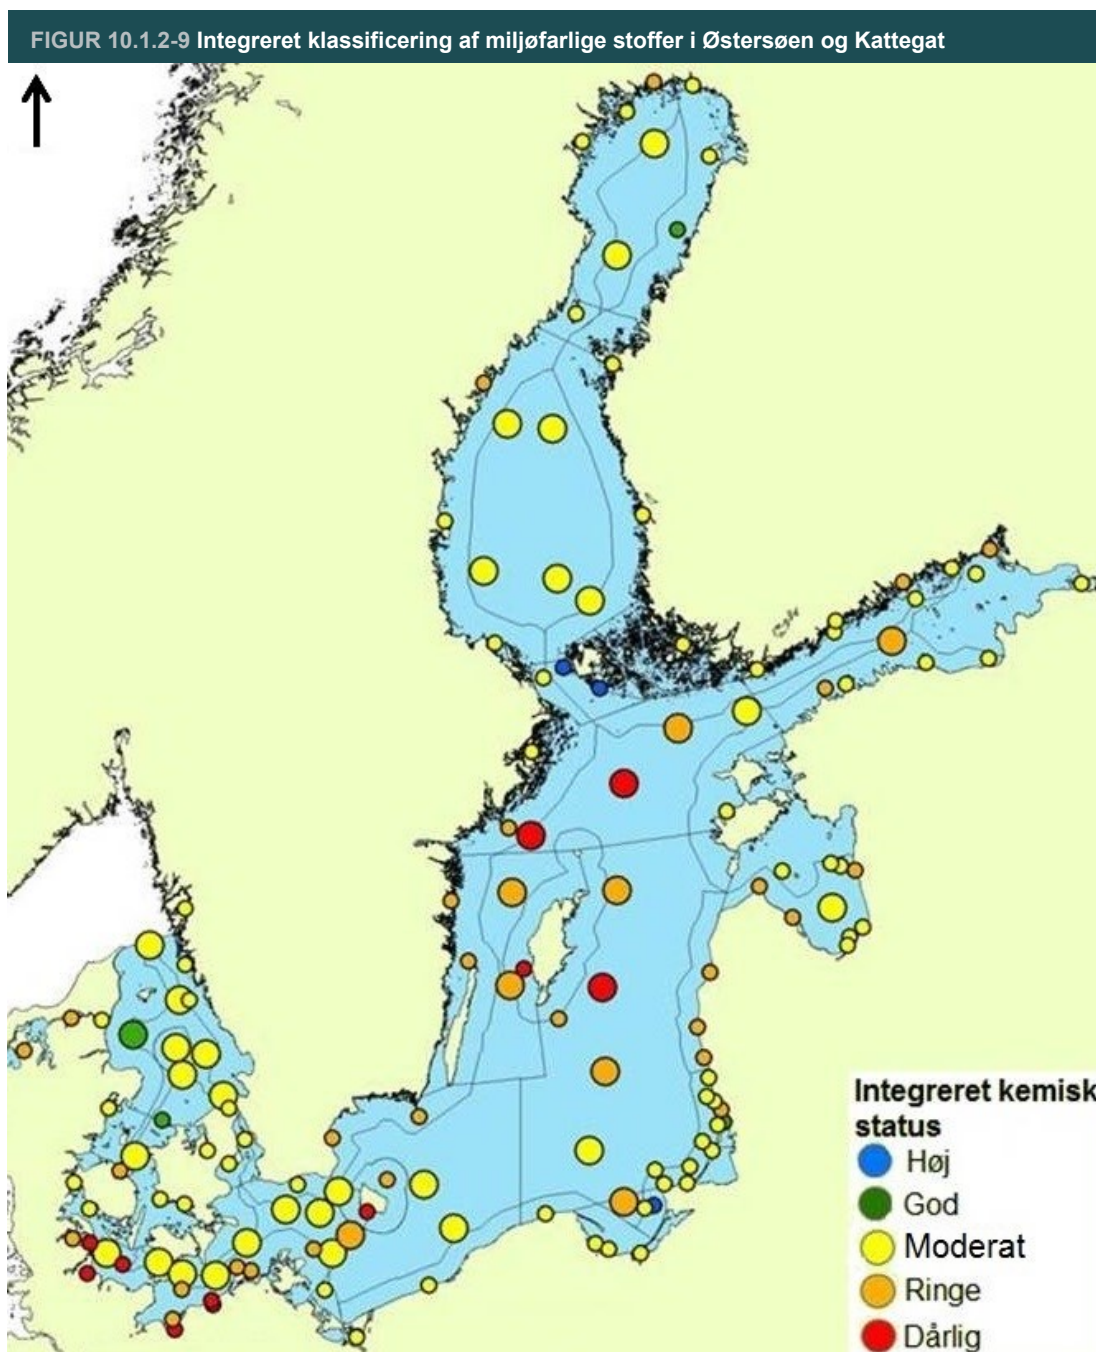 FIGUR 10.1.2-9 Integreret klassificering af miljøfarlige stoffer i Østersøen og Kattegat
Integreret kemisk
status
Høj
God
Moderat
Ringe
Dårlig